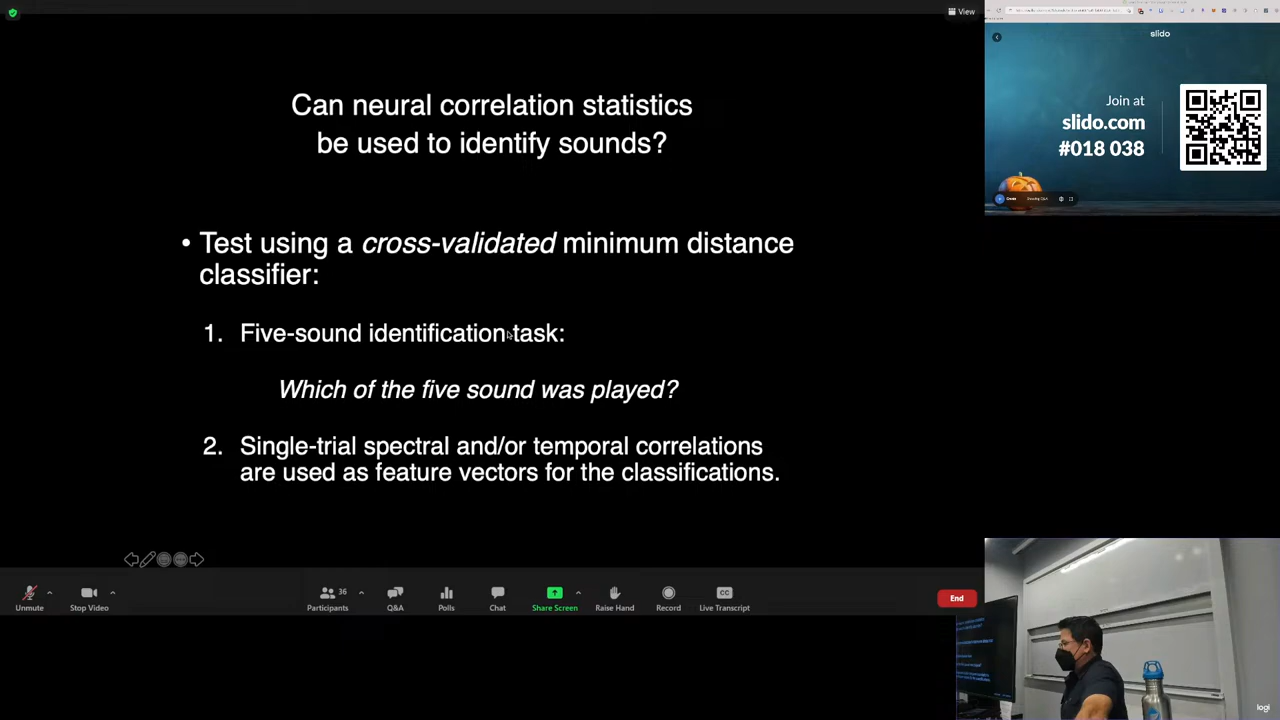 View
Can neural correlation statistics
be used to identify sounds?
• Test using a cross-validated minimum distance
classifier:
1. Five-sound identification task:
Which of the five sound was played?
2. Single-trial spectral and/or temporal correlations
are used as feature vectors for the classifications.
Unmute
Stop Video
36
Participants
Q&A
Polls
Chat
Share Screen
Raise Hand
Record
CC
Live Transcript
End
slido
Join at
slido.com
#018 038
logi